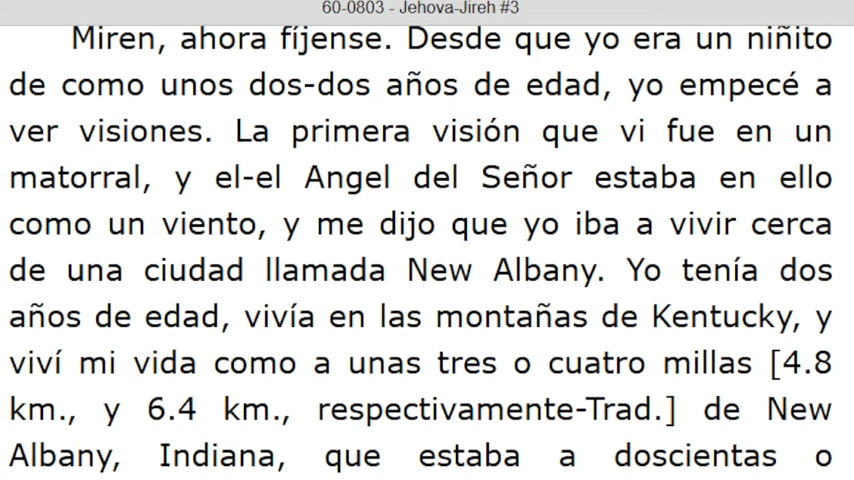 60-0803 - Jehova-Jireh #3
Miren, ahora fíjense. Desde que yo era un niñito
de como unos dos-dos años de edad, yo empecé a
ver visiones. La primera visión que vi fue en un
matorral, y el-el Angel del Señor estaba en ello
como un viento, y me dijo que yo iba a vivir cerca
de una ciudad llamada New Albany. Yo tenía dos
años de edad, vivía en las montañas de Kentucky, y
viví mi vida como a unas tres o cuatro millas [4.8
km., y 6.4 km., respectivamente-Trad.] de New
Albany, Indiana, que estaba a doscientas o